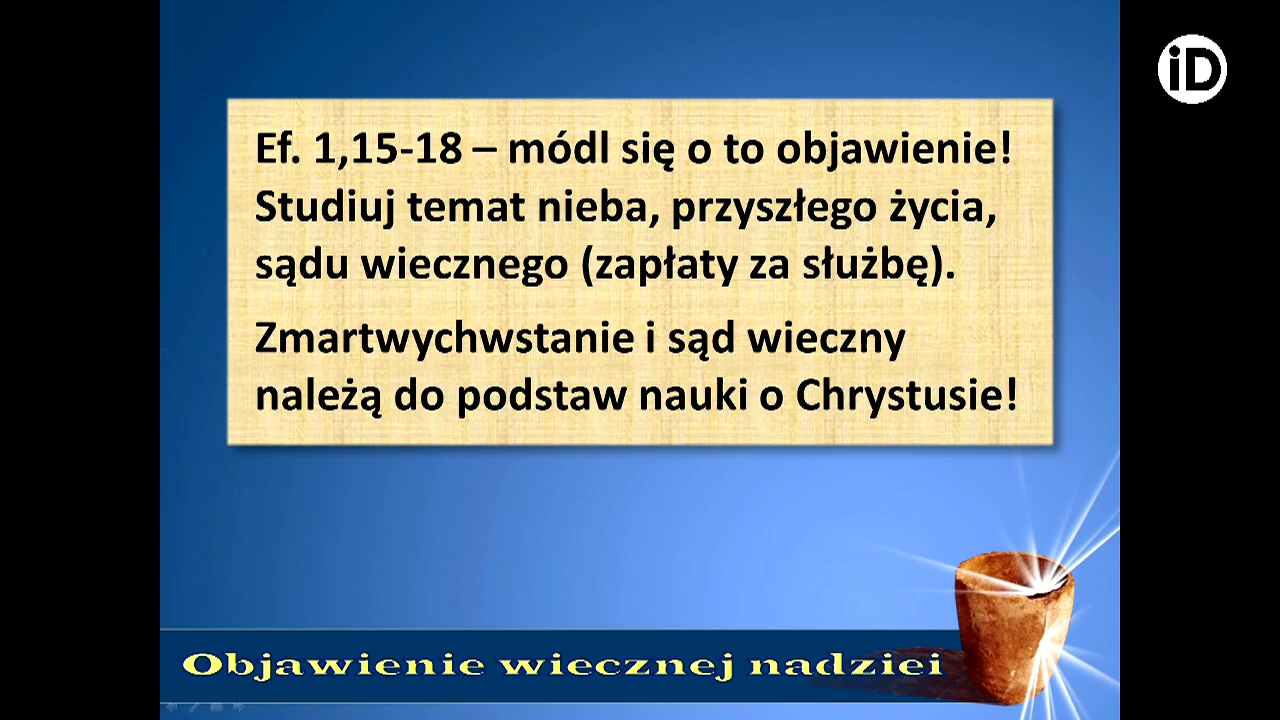 iD
Ef. 1,15-18 – módl się o to objawienie!
Studiuj temat nieba, przyszłego życia,
sądu wiecznego (zapłaty za służbę).
Zmartwychwstanie i sąd wieczny
należą do podstaw nauki o Chrystusie!
Objawienie wiecznej nadziei